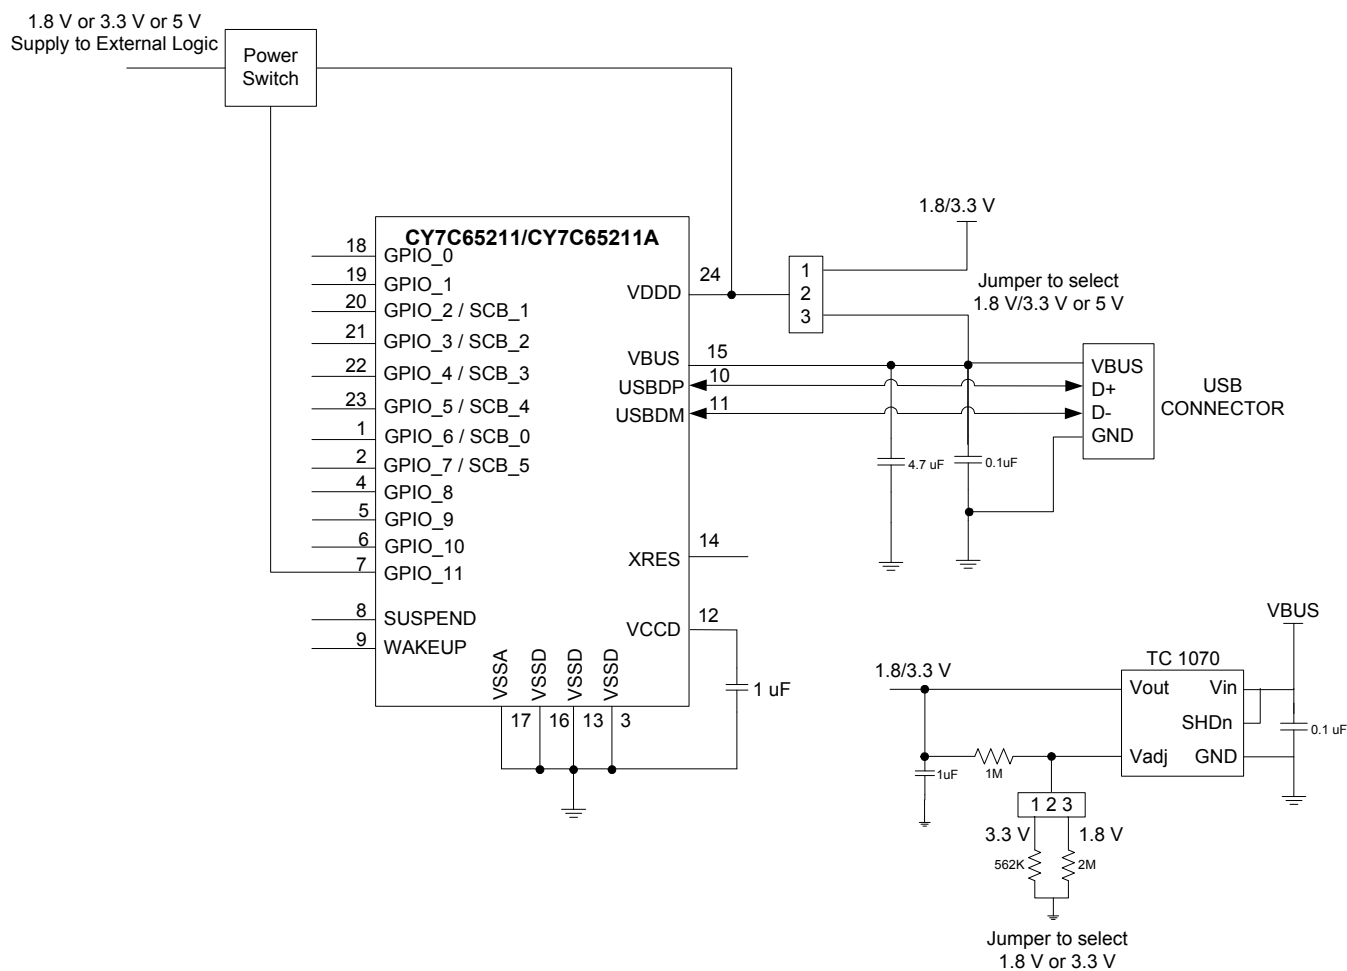 1.8 V or 3.3 V or 5 V
Supply to External Logic
Power
Switch
1.8/3.3 V
CY7C65211/CY7C65211A
18 GPIO_0
19 GPIO_1
20 GPIO_2 / SCB_1
21 GPIO_3 / SCB_2
22 GPIO_4 / SCB_3
23 GPIO_5 / SCB_4
1 GPIO_6 / SCB_0
2 GPIO_7 / SCB_5
4 GPIO_8
5 GPIO_9
6 GPIO_10
7 GPIO_11
8 SUSPEND
9 WAKEUP
VDDD 24
VBUS 15
USBDP 10
USBDM 11
XRES 14
VCCD 12
VSSA
VSSD
VSSD
VSSD
17 16 13 3
1 uF
1
2
3
Jumper to select
1.8 V/3.3 V or 5 V
VBUS
D+
D-
GND
USB
CONNECTOR
4.7 uF
0.1uF
VBUS
TC 1070
1.8/3.3 V
Vout Vin
SHDn
Vadj GND
0.1 uF
1uF
1M
1 2 3
3.3 V 1.8 V
562K 2M
Jumper to select
1.8 V or 3.3 V